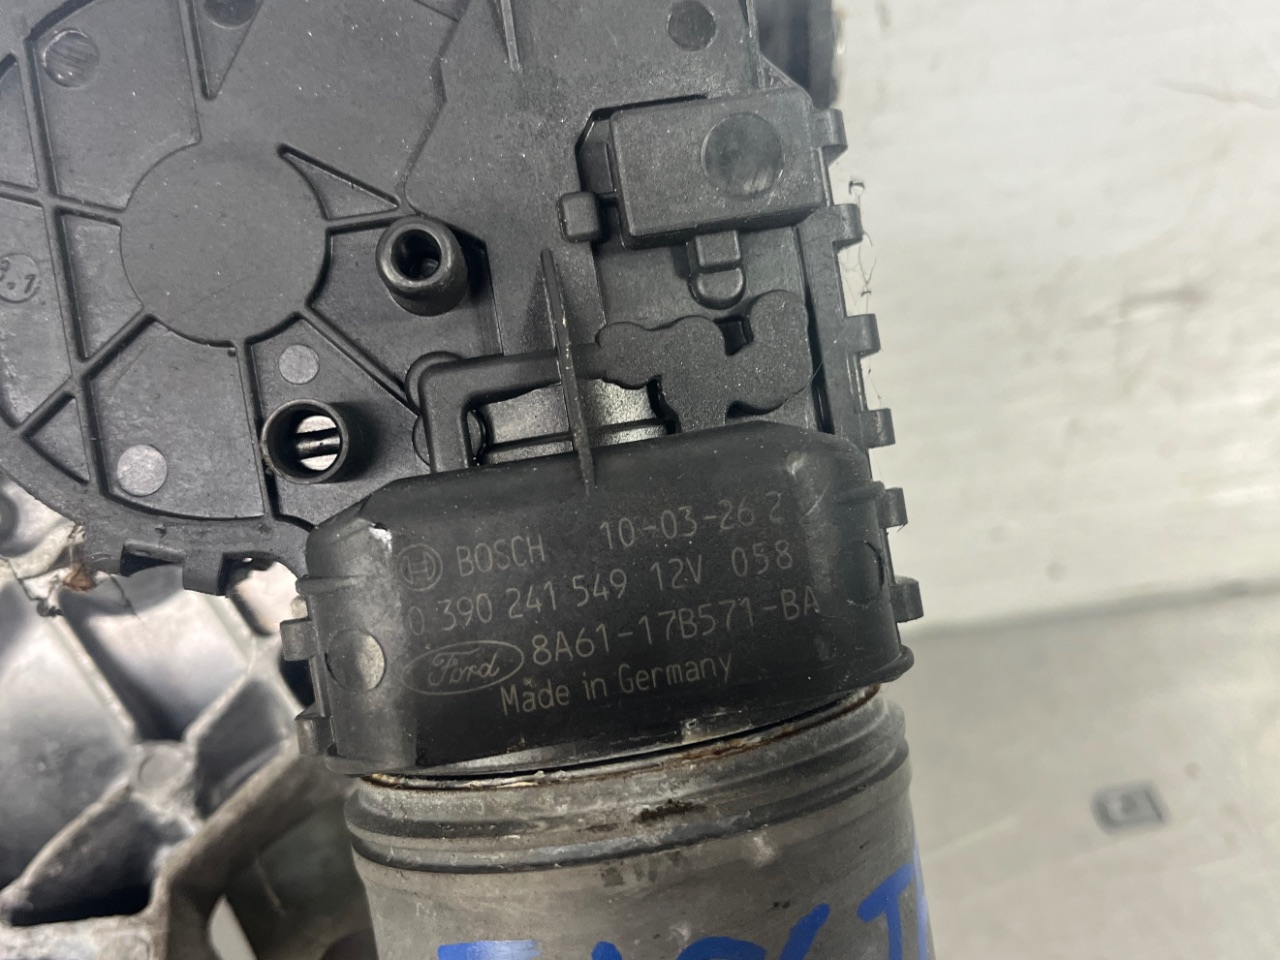 BOSCH 10-03-26 2
0 390 241 549 12V 058
Ford 8A61-17B571-BA
Made in Germany